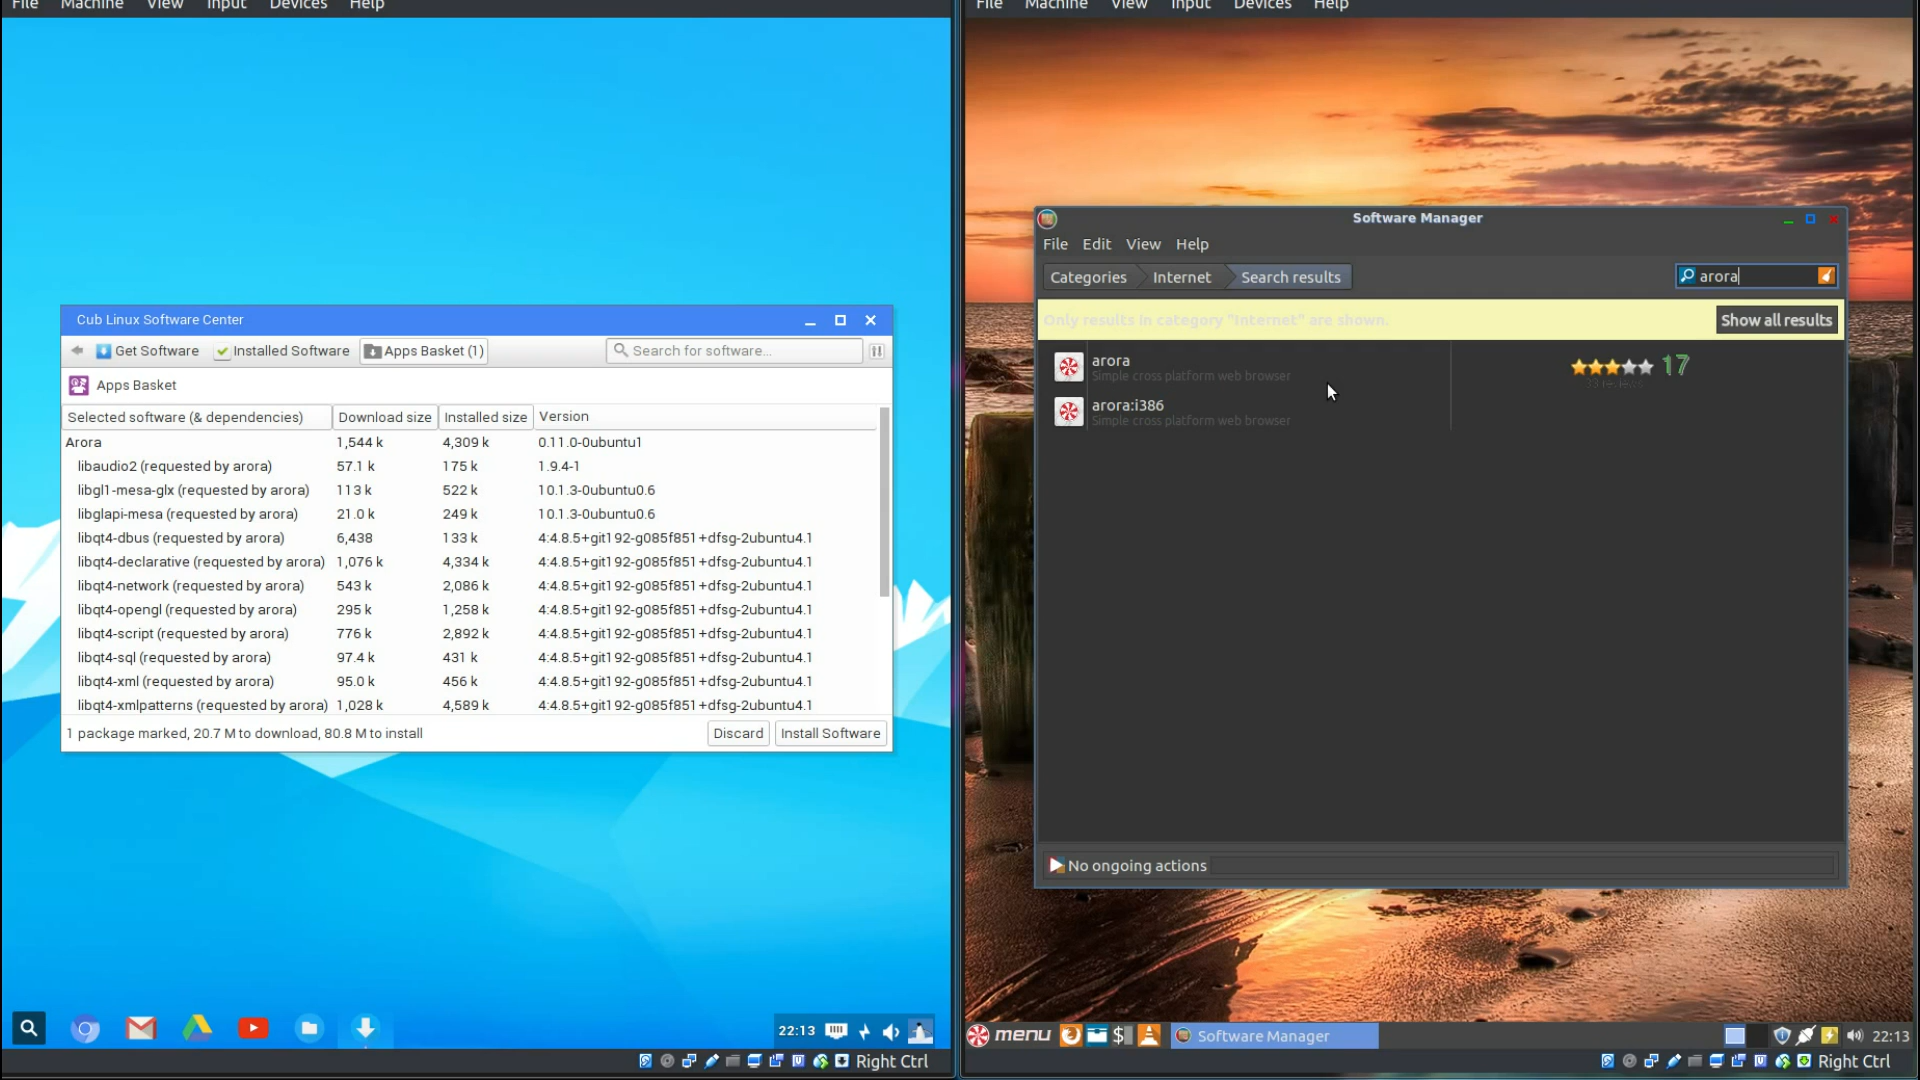 File Machine View Input Devices Help
Cub Linux Software Center
Get Software Installed Software Apps Basket (1) Search for software...
Apps Basket
Selected software (& dependencies) Download size Installed size Version
Arora 1,544 k 4,309 k 0.11.0-0ubuntu1
libaudio2 (requested by arora) 57.1 k 175 k 1.9.4-1
libgl1-mesa-glx (requested by arora) 113 k 522 k 10.1.3-0ubuntu0.6
libglapi-mesa (requested by arora) 21.0 k 249 k 10.1.3-0ubuntu0.6
libqt4-dbus (requested by arora) 6,438 133 k 4:4.8.5+git192-g085f851+dfsg-2ubuntu4.1
libqt4-declarative (requested by arora) 1,076 k 4,334 k 4:4.8.5+git192-g085f851+dfsg-2ubuntu4.1
libqt4-network (requested by arora) 543 k 2,086 k 4:4.8.5+git192-g085f851+dfsg-2ubuntu4.1
libqt4-opengl (requested by arora) 295 k 1,258 k 4:4.8.5+git192-g085f851+dfsg-2ubuntu4.1
libqt4-script (requested by arora) 776 k 2,892 k 4:4.8.5+git192-g085f851+dfsg-2ubuntu4.1
libqt4-sql (requested by arora) 97.4 k 431 k 4:4.8.5+git192-g085f851+dfsg-2ubuntu4.1
libqt4-xml (requested by arora) 95.0 k 456 k 4:4.8.5+git192-g085f851+dfsg-2ubuntu4.1
libqt4-xmlpatterns (requested by arora) 1,028 k 4,589 k 4:4.8.5+git192-g085f851+dfsg-2ubuntu4.1
1 package marked, 20.7 M to download, 80.8 M to install Discard Install Software
22:13
Right Ctrl
File Machine View Input Devices Help
Software Manager
File Edit View Help
Categories Internet Search results arora
Only results in category "Internet" are shown. Show all results
arora 17
Simple cross platform web browser
33 reviews
arora:i386
Simple cross platform web browser
No ongoing actions
menu Software Manager 22:13
Right Ctrl